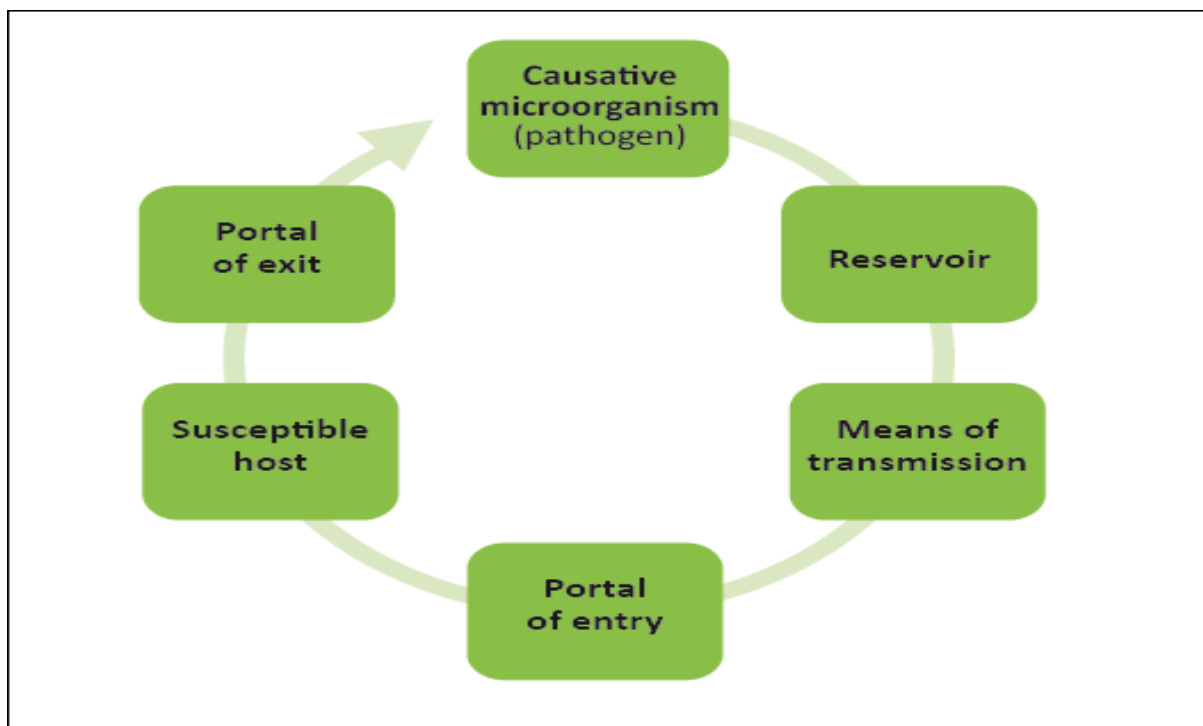 Causative
microorganism
(pathogen)
Reservoir
Means of
transmission
Portal
of entry
Susceptible
host
Portal
of exit